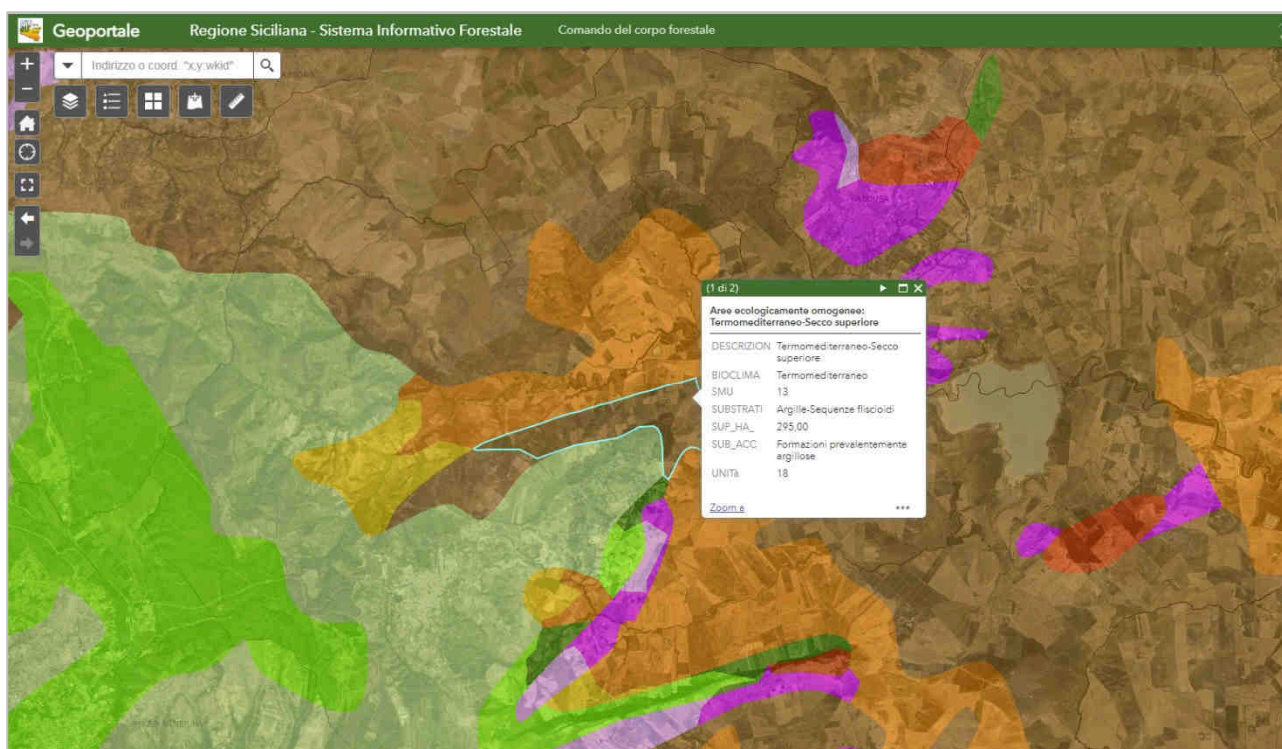 Geoportale
Regione Siciliana - Sistema Informativo Forestale
Comando del corpo forestale
Indirizzo o coord. "x,y:wkid"
(1 di 2)
Aree ecologicamente omogenee:
Termomediterraneo-Secco superiore
DESCRIZION Termomediterraneo-Secco
superiore
BIOCLIMA Termomediterraneo
SMU 13
SUBSTRATI Argille-Sequenze fliscioidi
SUP_HA_ 295,00
SUB_ACC Formazioni prevalentemente
argillose
UNITà 18
Zoom a